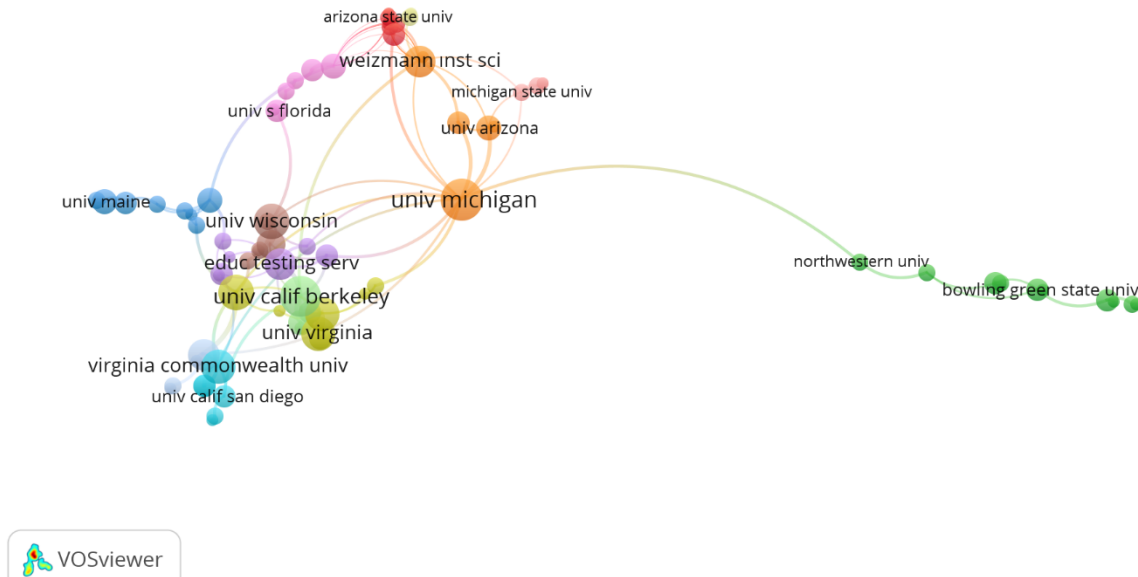 arizona state univ
weizmann ınst sci
michigan state univ
univ s florida
univ arizona
univ maine
univ michigan
univ wisconsin
educ testing serv
northwestern univ
bowling green state univ
univ calif berkeley
univ virginia
virginia commonwealth univ
univ calif san diego
VOSviewer